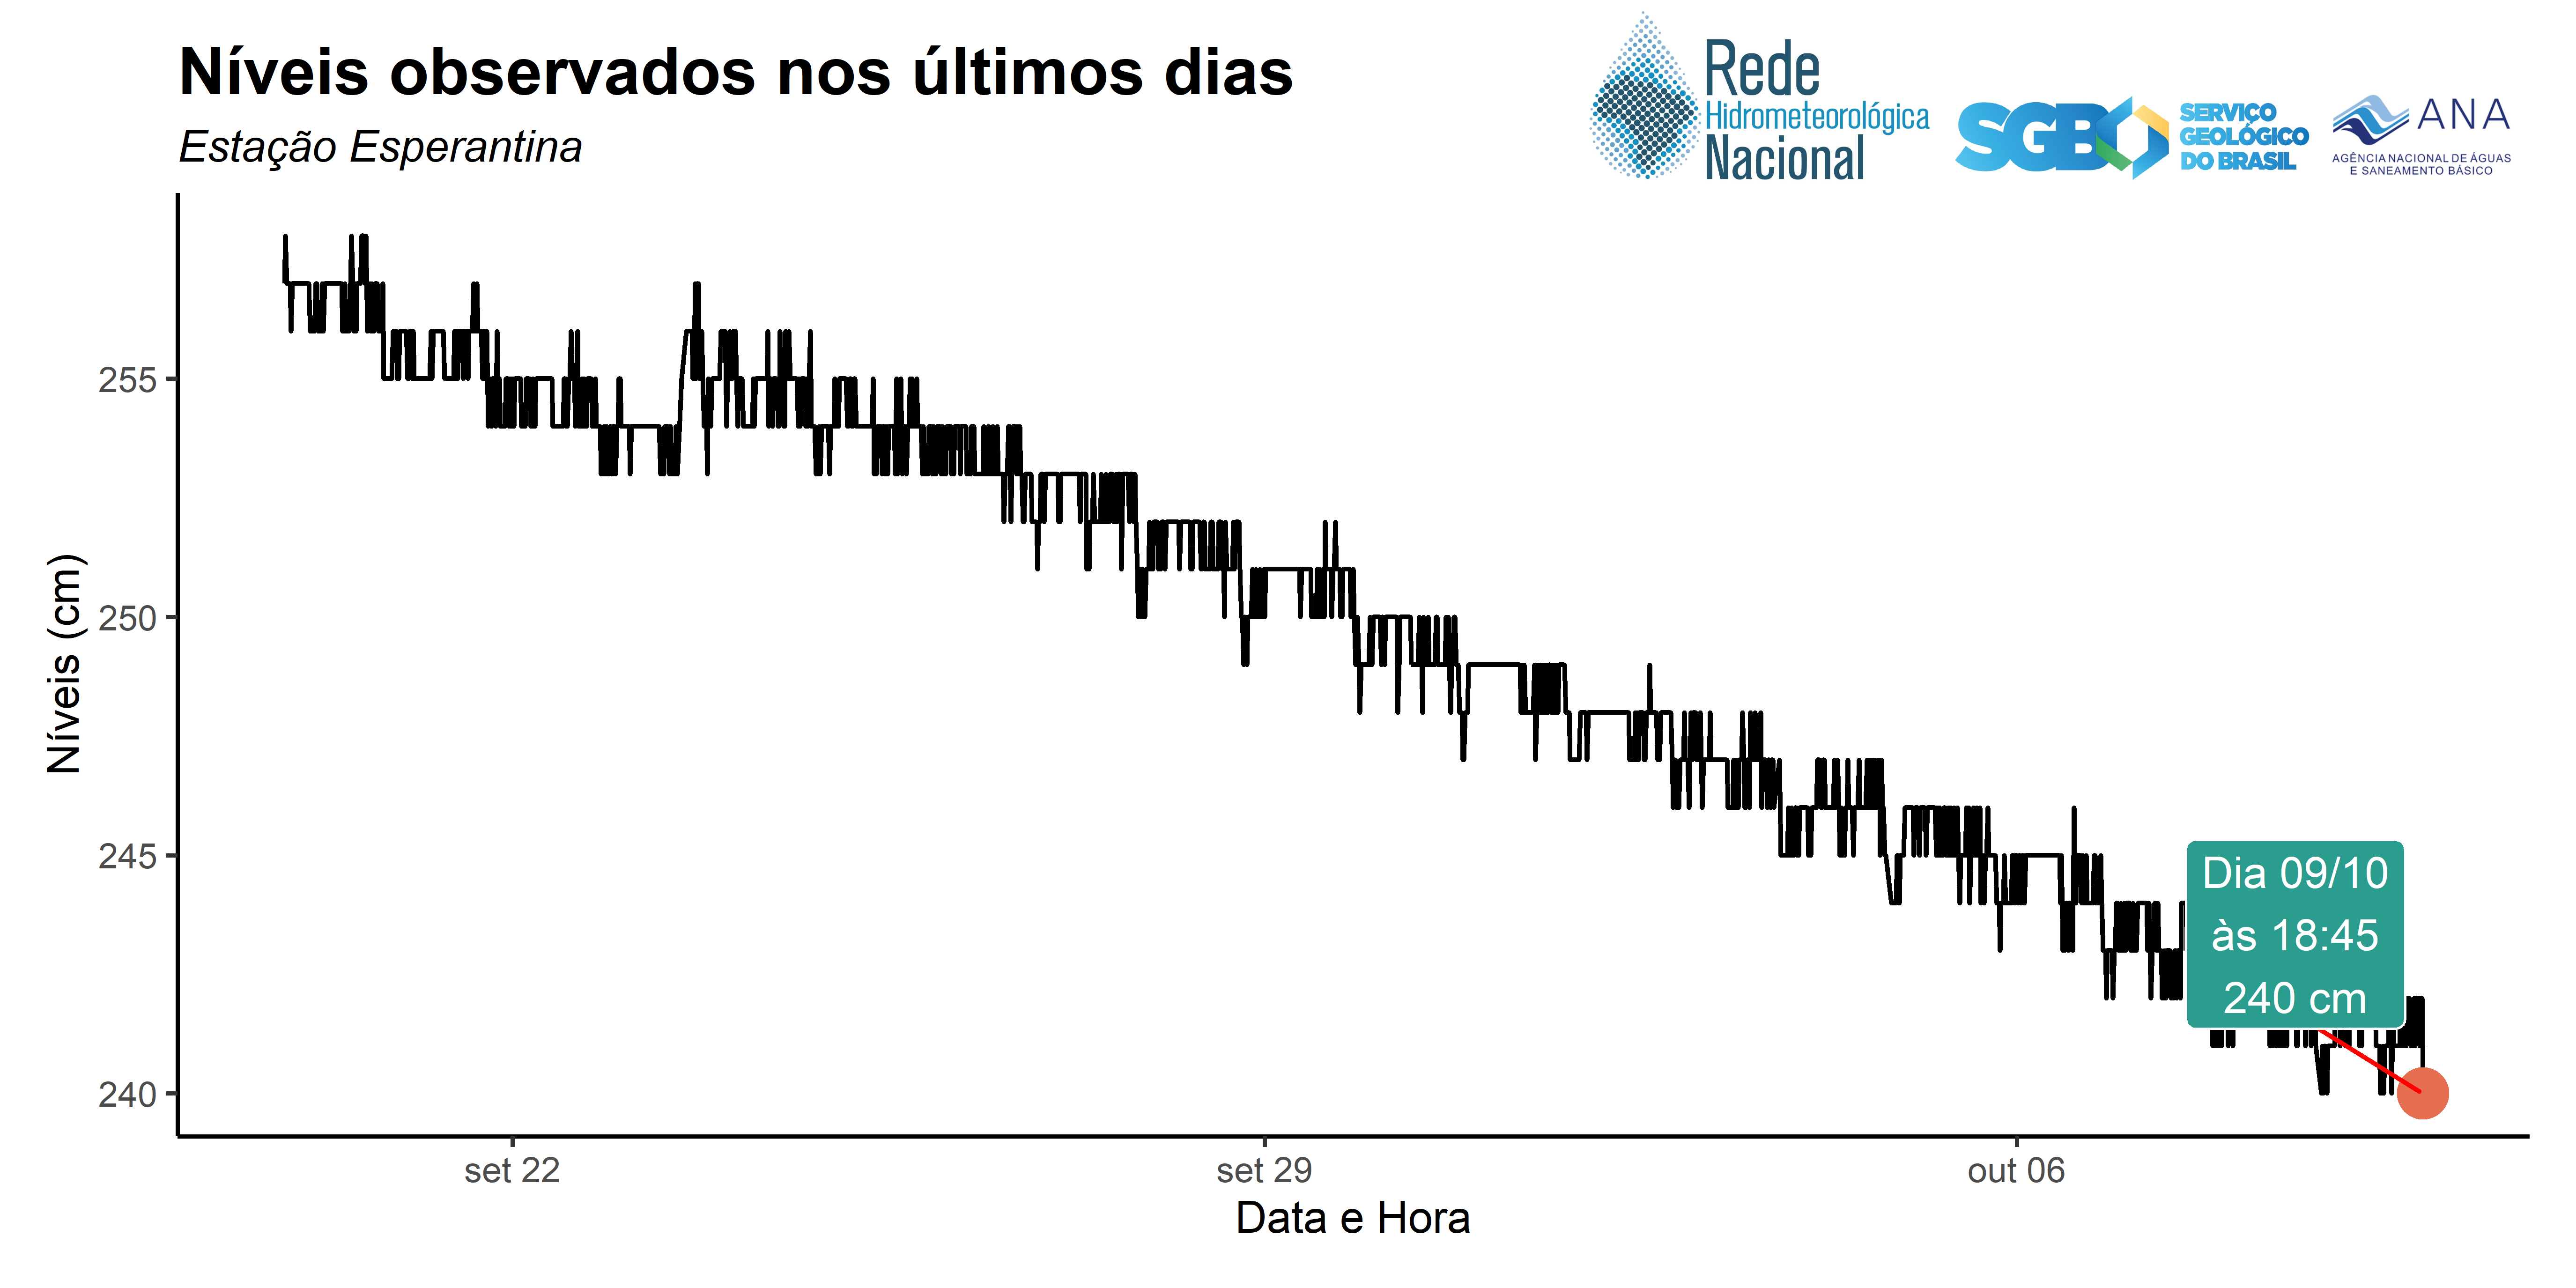 Níveis observados nos últimos dias
Estação Esperantina
Rede
Hidrometeorológica
Nacional
SGB
SERVIÇO
GEOLÓGICO
DO BRASIL
ANA
AGÊNCIA NACIONAL DE ÁGUAS
E SANEAMENTO BÁSICO
Níveis (cm)
255
250
245
240
Dia 09/10
às 18:45
240 cm
set 22
set 29
out 06
Data e Hora